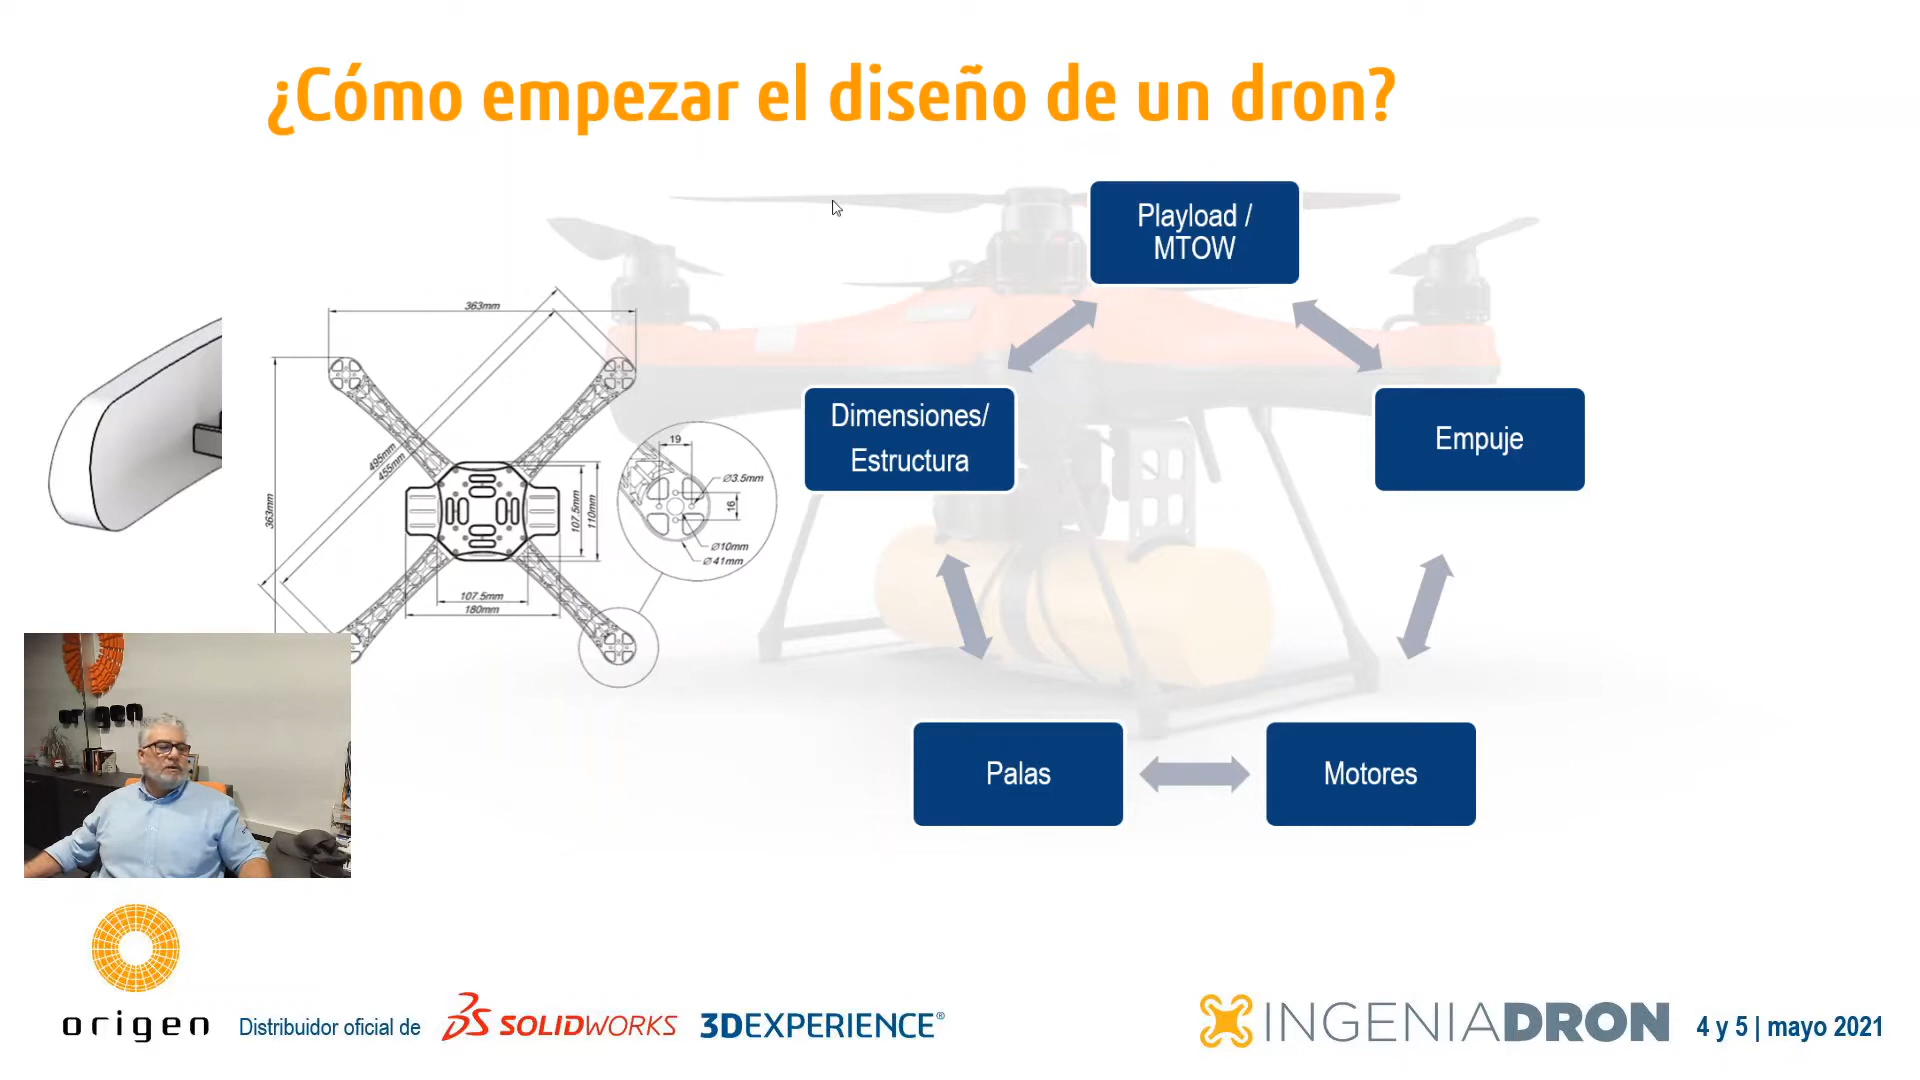 ¿Cómo empezar el diseño de un dron?
Playload /
MTOW
Dimensiones/
Estructura
Empuje
Palas
Motores
363mm
363mm
495mm
455mm
107.5mm
110mm
107.5mm
180mm
19
Ø3.5mm
16
Ø10mm
Ø41mm
origen
origen
Distribuidor oficial de
SOLIDWORKS
3DEXPERIENCE®
INGENIADRON
4 y 5 | mayo 2021